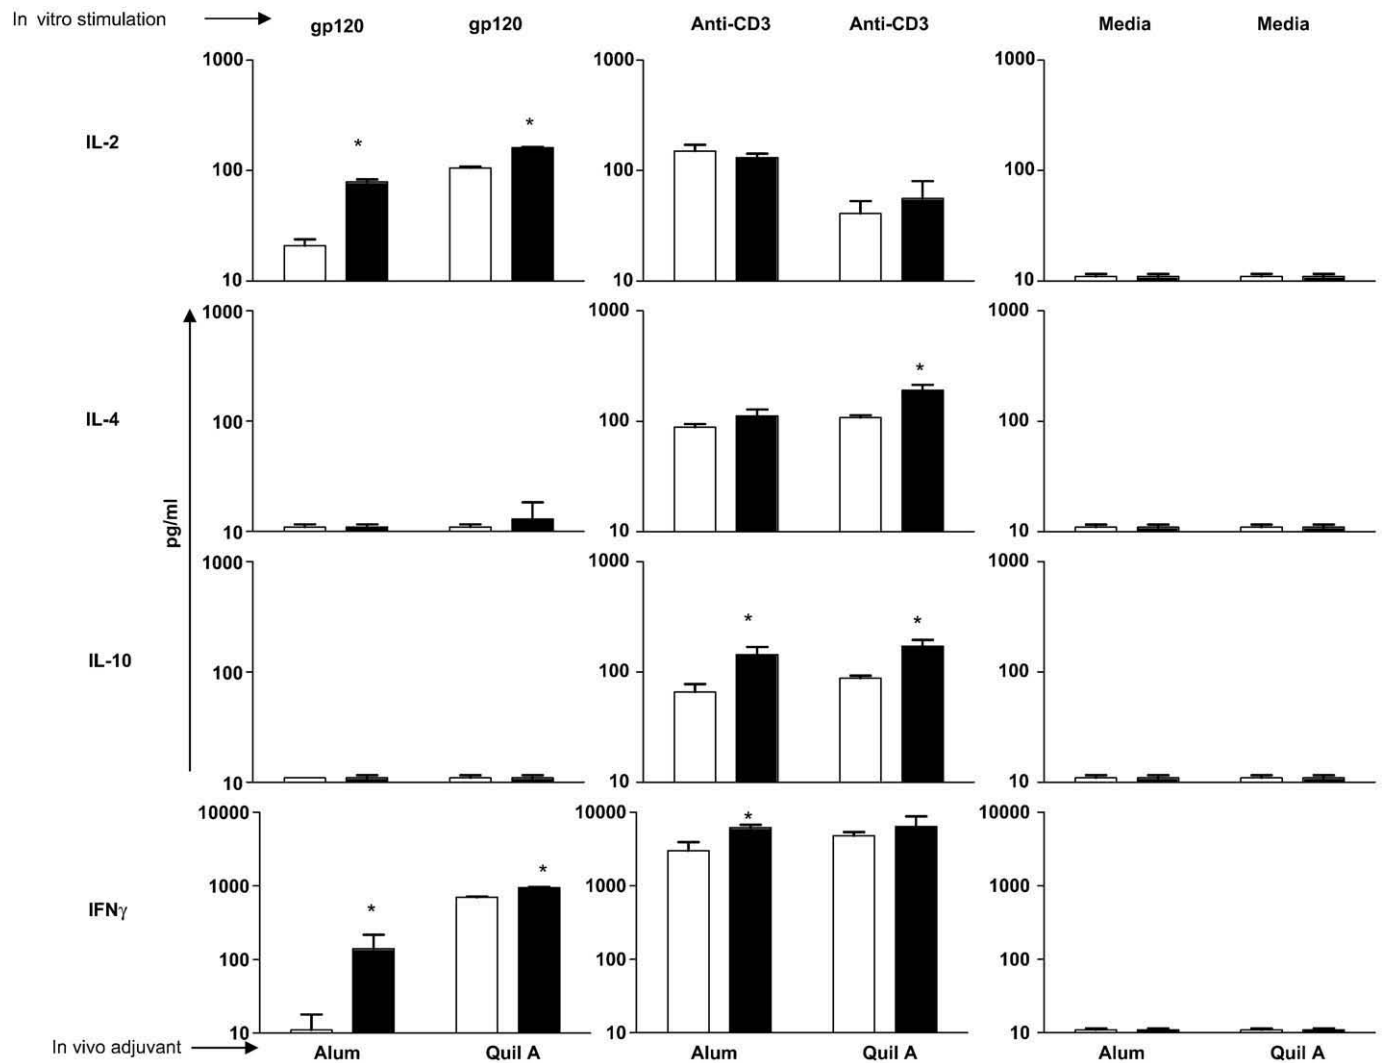 In vitro stimulation gp120 gp120 Anti-CD3 Anti-CD3 Media Media
1000 1000 1000
IL-2 * *
100 100 100
10 10 10
1000 1000 1000
IL-4 *
100 100 100
pg/ml
10 10 10
1000 1000 1000
IL-10 * *
100 100 100
10 10 10
10000 10000 10000
*
1000 1000 1000
IFNγ * *
100 100 100
10 10 10
In vivo adjuvant Alum Quil A Alum Quil A Alum Quil A